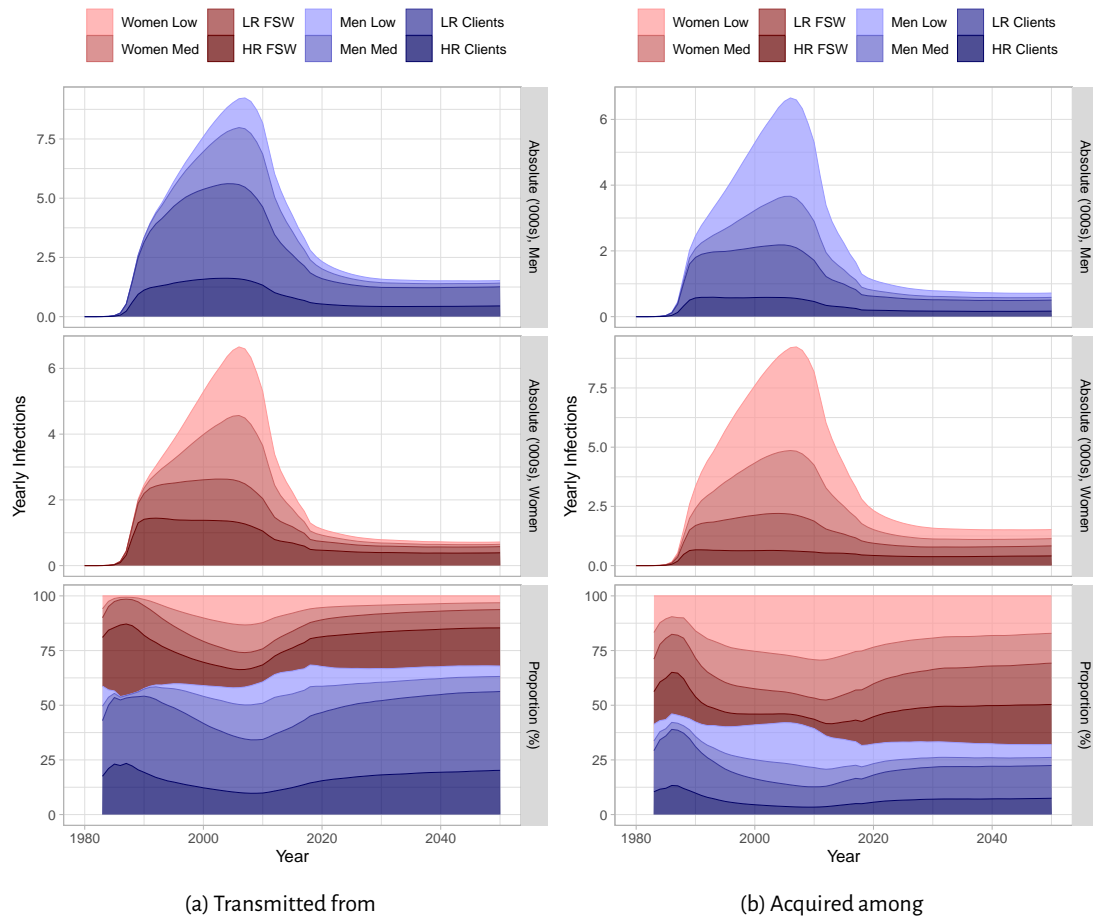 Women Low LR FSW Men Low LR Clients
Women Med HR FSW Men Med HR Clients
0.0
2.5
5.0
7.5
Absolute ('000s), Men
0
2
4
6
Absolute ('000s), Women
0
25
50
75
100
Proportion (%)
Yearly Infections
1980 2000 2020 2040
Year
(a) Transmitted from
Women Low LR FSW Men Low LR Clients
Women Med HR FSW Men Med HR Clients
0
2
4
6
Absolute ('000s), Men
0.0
2.5
5.0
7.5
Absolute ('000s), Women
0
25
50
75
100
Proportion (%)
Yearly Infections
1980 2000 2020 2040
Year
(b) Acquired among